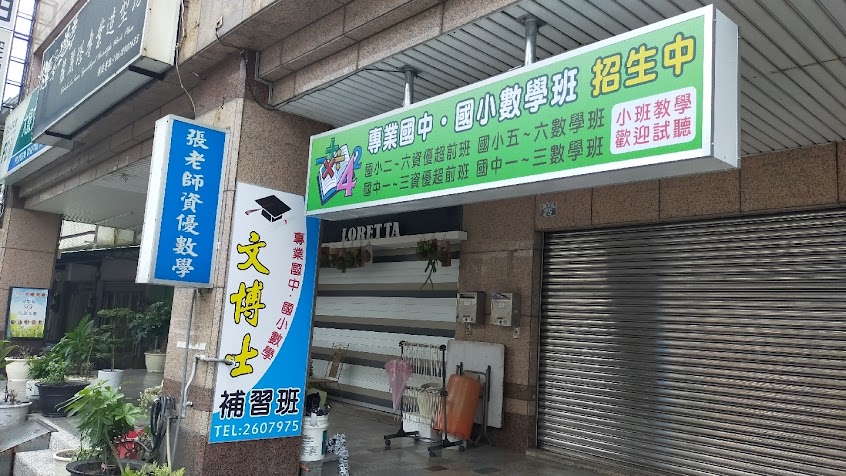 張老師資優數學
專業國中・國小數學
文博士
補習班
TEL:2607975
專業國中・國小數學班 招生中
國小二~六資優超前班 國小五~六數學班
國中一~三資優超前班 國中一~三數學班
小班教學
歡迎試聽
LORETTA